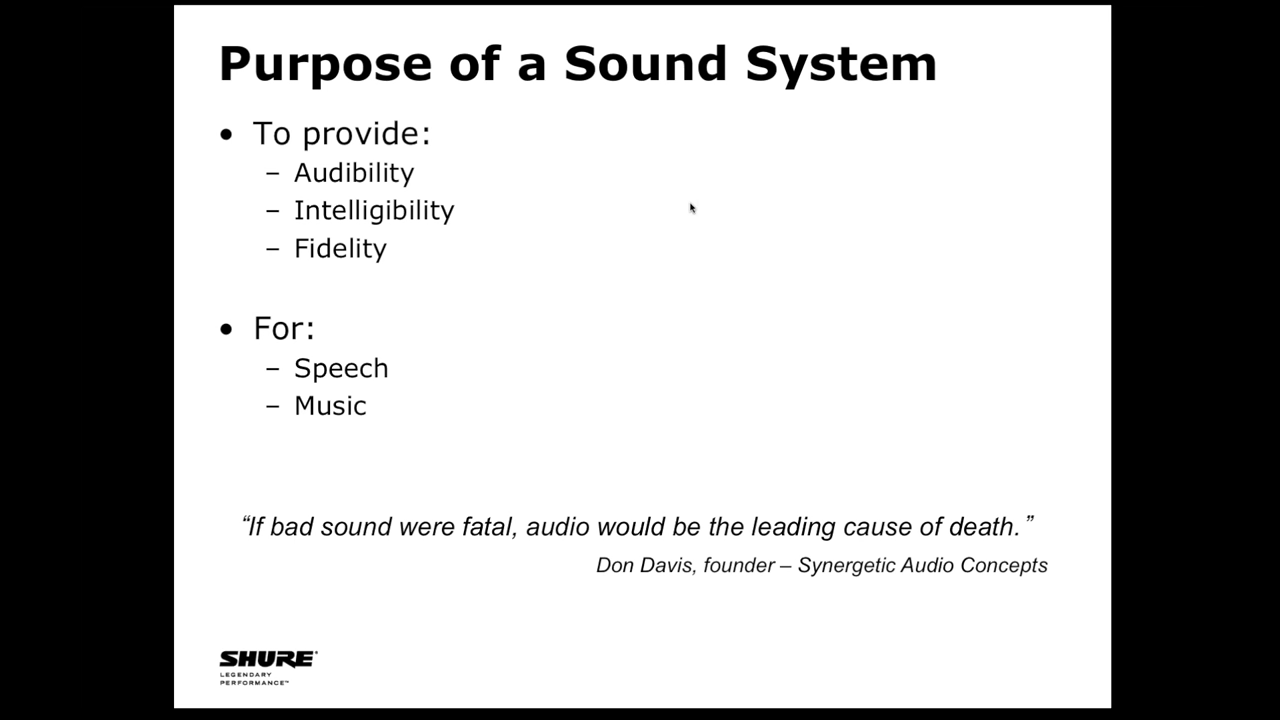 Purpose of a Sound System
• To provide:
– Audibility
– Intelligibility
– Fidelity
• For:
– Speech
– Music
“If bad sound were fatal, audio would be the leading cause of death.”
Don Davis, founder – Synergetic Audio Concepts
SHURE
LEGENDARY
PERFORMANCE™